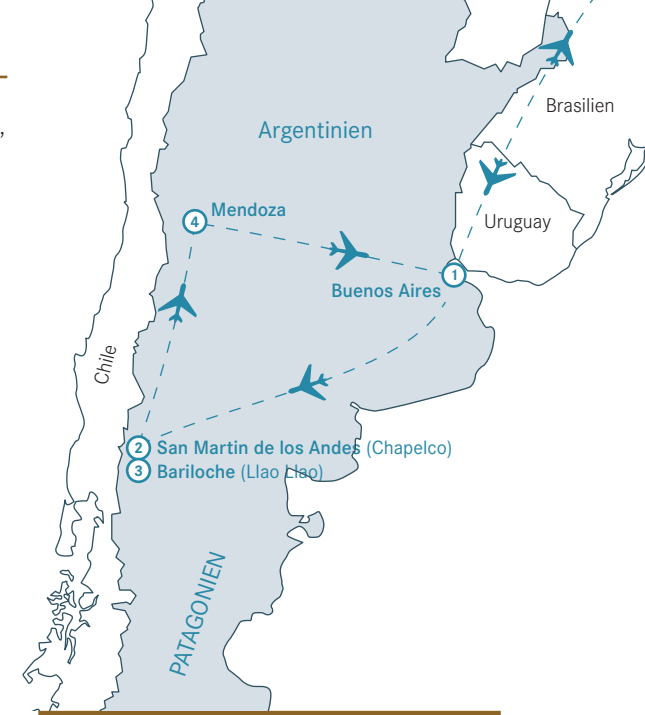 ,
Brasilien
Argentinien
Mendoza
4
Uruguay
1
Buenos Aires
Chile
2 San Martin de los Andes (Chapelco)
3 Bariloche (Llao Llao)
PATAGONIEN